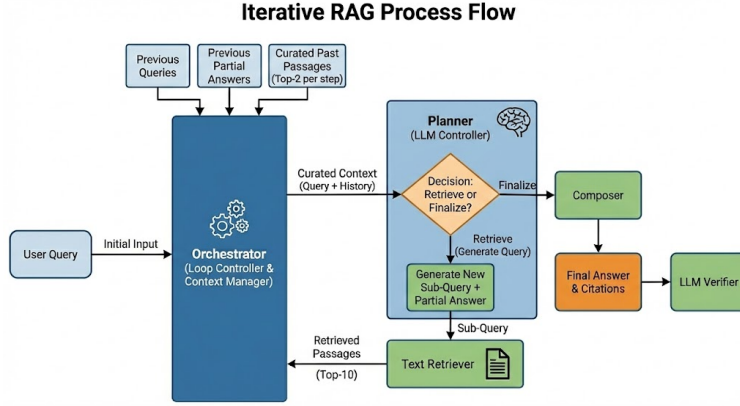 Iterative RAG Process Flow
Previous
Queries
Previous
Partial
Answers
Curated Past
Passages
(Top-2 per step)
User Query
Initial Input
Orchestrator
(Loop Controller &
Context Manager)
Curated Context
(Query + History)
Planner
(LLM Controller)
Decision:
Retrieve or
Finalize?
Finalize
Retrieve
(Generate Query)
Generate New
Sub-Query +
Partial Answer
Sub-Query
Text Retriever
Retrieved
Passages
(Top-10)
Composer
Final Answer
& Citations
LLM Verifier